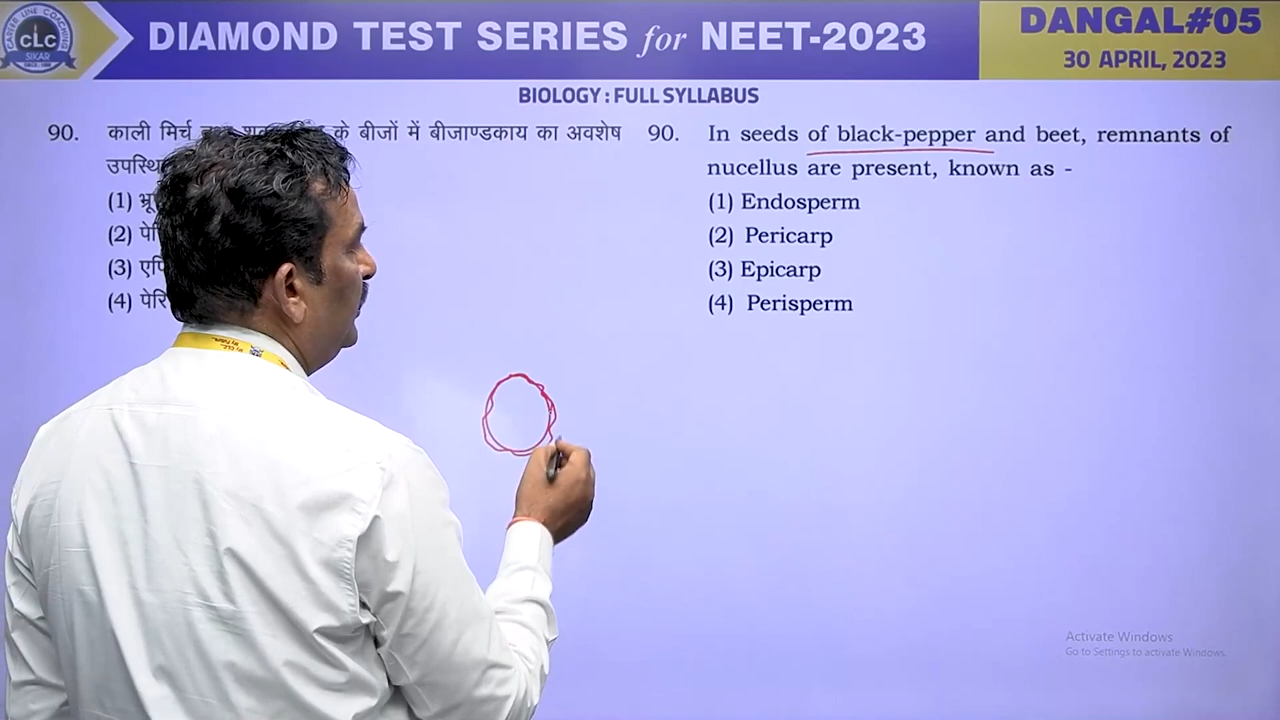 CLC
SIKAR
DIAMOND TEST SERIES for NEET-2023
DANGAL#05
30 APRIL, 2023
BIOLOGY : FULL SYLLABUS
90. काली मिर्च के बीजों में बीजाण्डकाय का अवशेष
(1)
(2)
(3)
(4)
90. In seeds of black-pepper and beet, remnants of
nucellus are present, known as -
(1) Endosperm
(2) Pericarp
(3) Epicarp
(4) Perisperm
Activate Windows
Go to Settings to activate Windows.